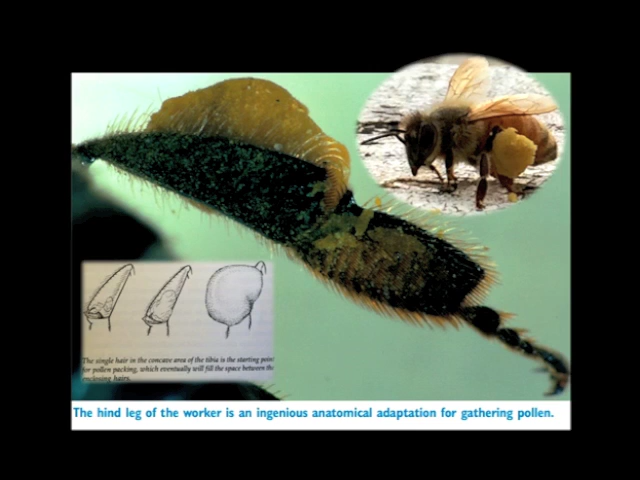 The single hair in the concave area of the tibia is the starting point
for pollen packing, which eventually will fill the space between the
enclosing hairs.
The hind leg of the worker is an ingenious anatomical adaptation for gathering pollen.